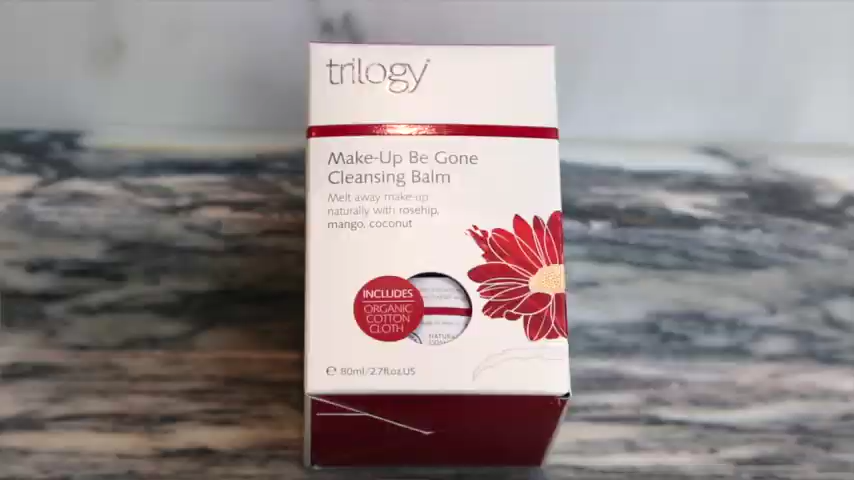 trilogy
Make-Up Be Gone
Cleansing Balm
Melt away make-up
naturally with rosehip,
mango, coconut
INCLUDES
ORGANIC
COTTON
CLOTH
℮ 80ml/2.7fl.oz.US